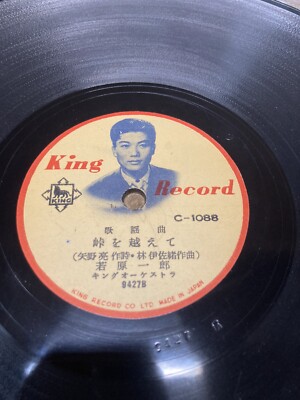 King Record
KING
C-1088
歌謡曲
峠を越えて
(矢野亮 作詩・林伊佐緒作曲)
若原一郎
キングオーケストラ
9427B
KING RECORD CO LTD MADE IN JAPAN